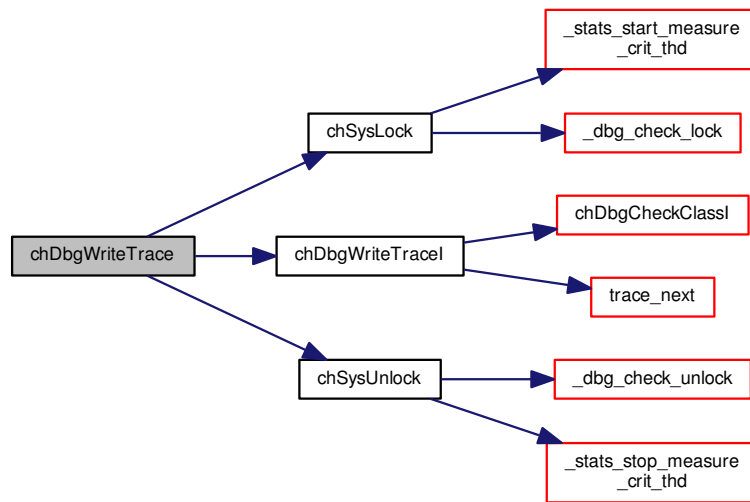 _stats_start_measure
_crit_thd
chSysLock
_dbg_check_lock
chDbgCheckClassI
chDbgWriteTrace
chDbgWriteTraceI
trace_next
chSysUnlock
_dbg_check_unlock
_stats_stop_measure
_crit_thd